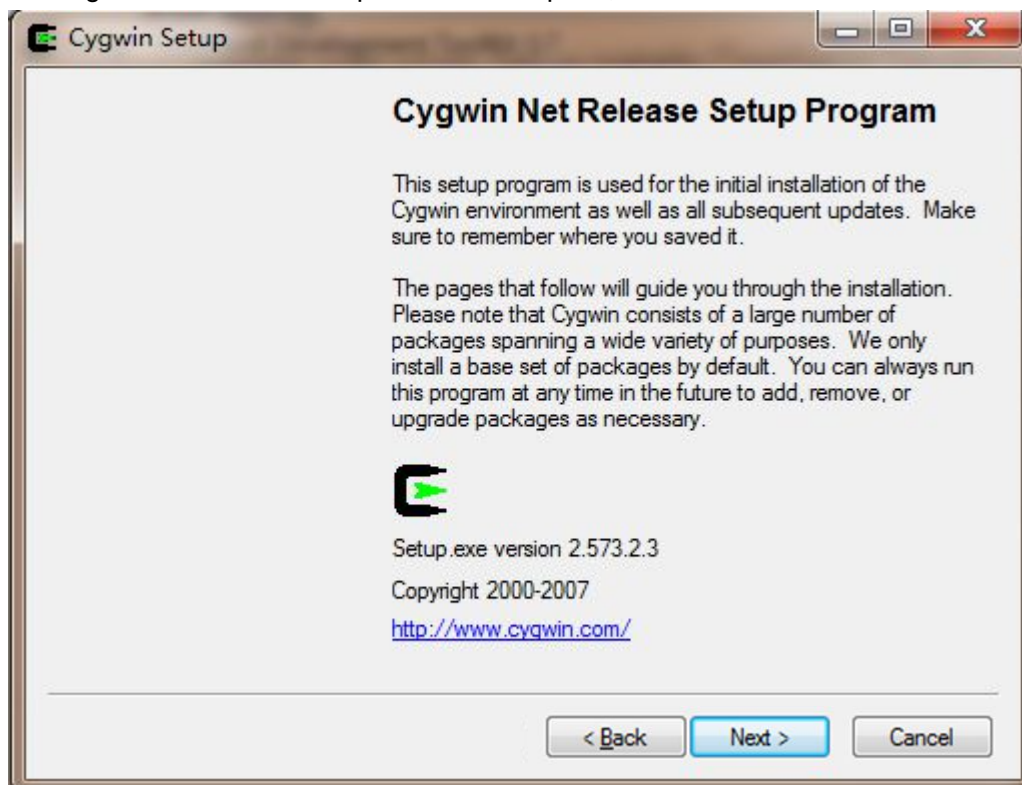 Cygwin Setup
Cygwin Net Release Setup Program
This setup program is used for the initial installation of the
Cygwin environment as well as all subsequent updates.  Make
sure to remember where you saved it.
The pages that follow will guide you through the installation.
Please note that Cygwin consists of a large number of
packages spanning a wide variety of purposes.  We only
install a base set of packages by default.  You can always run
this program at any time in the future to add, remove, or
upgrade packages as necessary.
Setup.exe version 2.573.2.3
Copyright 2000-2007
http://www.cygwin.com/
< Back
Next >
Cancel